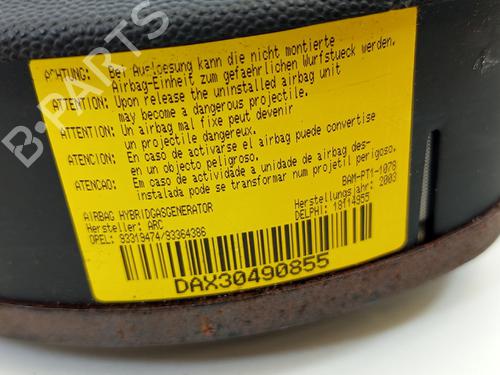 ACHTUNG: Bei Ausloesung kann die nicht montierte
Airbag-Einheit zum gefaehrlichen Wurfstueck werden.
ATTENTION: Upon release the uninstalled airbag unit
may become a dangerous projectile.
ATTENTION: Un airbag mal fixe peut devenir
un projectile dangereux.
ATENCION: En caso de activarse el airbag puede convertise
en un objecto peligroso.
ATENCAO: Em caso de actividade a unidade de airbag des-
instalada pode se transformar num projetil perigoso.
BAM-PT1-1078
Herstellungsjahr: 2003
DELPHI: 18f14955
AIRBAG HYBRIDGASGENERATOR
Hersteller: ARC
OPEL: 93319474/93364386
DAX30490855
B-PARTS